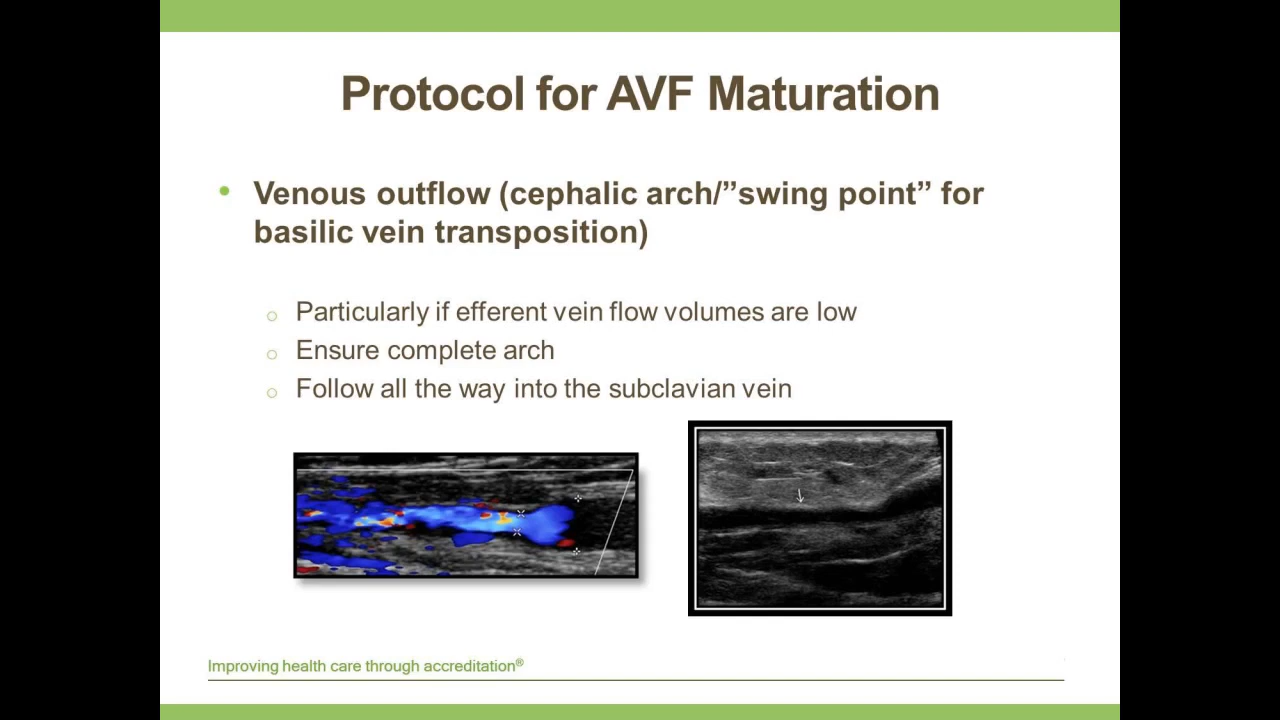 Protocol for AVF Maturation
• Venous outflow (cephalic arch/”swing point” for
basilic vein transposition)
o Particularly if efferent vein flow volumes are low
o Ensure complete arch
o Follow all the way into the subclavian vein
Improving health care through accreditation®